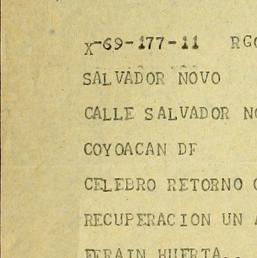 X-69-177-11 RGO
SALVADOR NOVO
CALLE SALVADOR NO
COYOACAN DF
CELEBRO RETORNO
RECUPERACION UN
EFRAIN HUERTA..